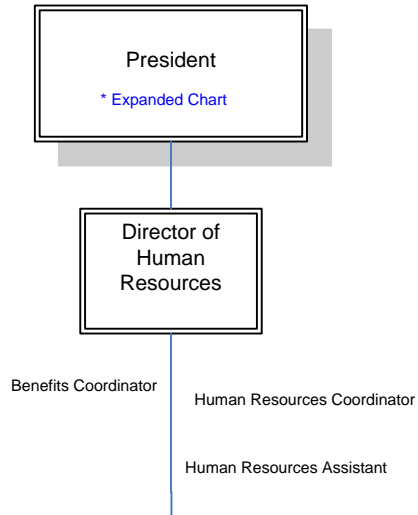 President
* Expanded Chart
Director of
Human
Resources
Benefits Coordinator
Human Resources Coordinator
Human Resources Assistant